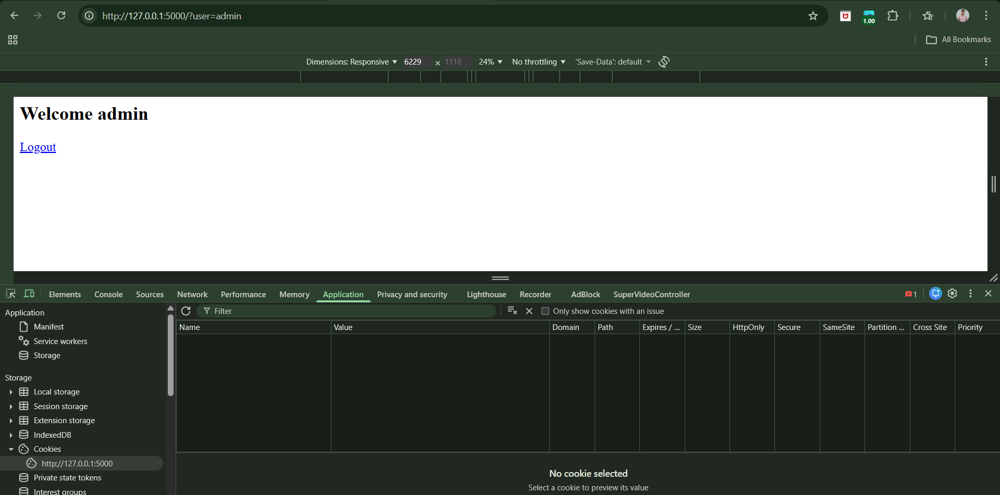 http://127.0.0.1:5000/?user=admin
1.00
All Bookmarks
Dimensions: Responsive 6229 × 1118 24% No throttling 'Save-Data': default
Welcome admin
Logout
Elements Console Sources Network Performance Memory Application Privacy and security Lighthouse Recorder AdBlock SuperVideoController 1
Application
Manifest
Service workers
Storage
Storage
Local storage
Session storage
Extension storage
IndexedDB
Cookies
http://127.0.0.1:5000
Private state tokens
Interest groups
Filter Only show cookies with an issue
Name Value Domain Path Expires / ... Size HttpOnly Secure SameSite Partition ... Cross Site Priority
No cookie selected
Select a cookie to preview its value